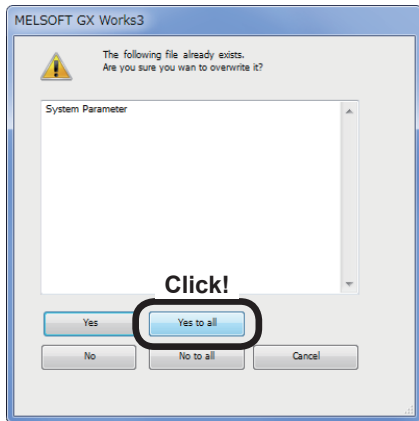 MELSOFT GX Works3
The following file already exists.
Are you sure you wan to overwrite it?
System Parameter
Click!
Yes
Yes to all
No
No to all
Cancel